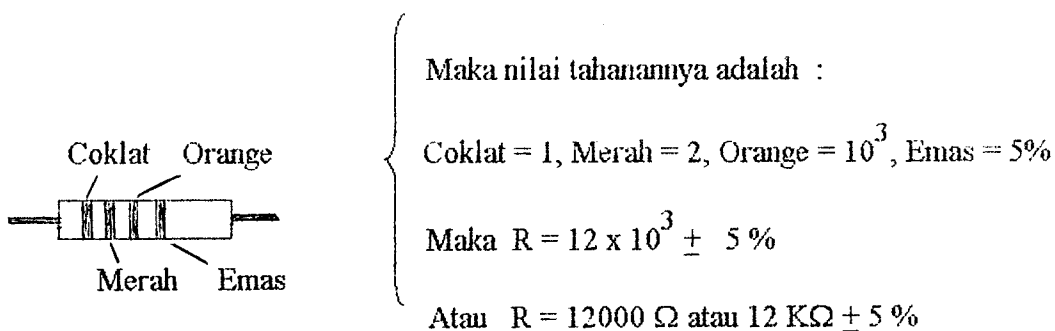 Coklat Orange
Merah Emas
Maka nilai tahanannya adalah :
Coklat = 1, Merah = 2, Orange = 10³, Emas = 5%
Maka R = 12 x 10³ ± 5 %
Atau R = 12000 Ω atau 12 KΩ ± 5 %